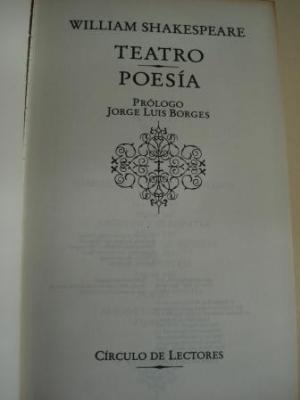 WILLIAM SHAKESPEARE
TEATRO
POESÍA
PRÓLOGO
JORGE LUIS BORGES
CÍRCULO DE LECTORES